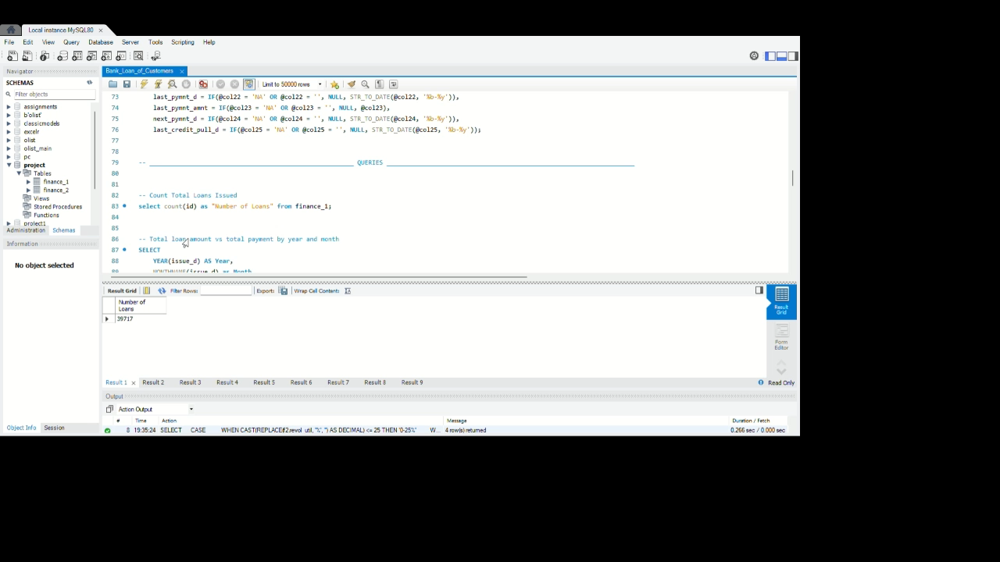 Local instance MySQL80 ×
File Edit View Query Database Server Tools Scripting Help
Navigator
SCHEMAS
Filter objects
assignments
b'olist'
classicmodels
excelr
olist
olist_main
pc
project
Tables
finance_1
finance_2
Views
Stored Procedures
Functions
project1
Administration Schemas
Information
No object selected
Object Info Session
Bank_Loan_of_Customers ×
Limit to 50000 rows
73 last_pymnt_d = IF(@col22 = 'NA' OR @col22 = '', NULL, STR_TO_DATE(@col22, '%b-%y')),
74 last_pymnt_amnt = IF(@col23 = 'NA' OR @col23 = '', NULL, @col23),
75 next_pymnt_d = IF(@col24 = 'NA' OR @col24 = '', NULL, STR_TO_DATE(@col24, '%b-%y')),
76 last_credit_pull_d = IF(@col25 = 'NA' OR @col25 = '', NULL, STR_TO_DATE(@col25, '%b-%y'));
77
78
79 -- ____________________________________________ QUERIES ____________________________________________
80
81
82 -- Count Total Loans Issued
83 select count(id) as "Number of Loans" from finance_1;
84
85
86 -- Total loan amount vs total payment by year and month
87 SELECT
88 YEAR(issue_d) AS Year,
89 MONTHNAME(issue_d) as Month
Result Grid Filter Rows: Export: Wrap Cell Content:
Number of
Loans
39717
Result
Grid
Form
Editor
Result 1 × Result 2 Result 3 Result 4 Result 5 Result 6 Result 7 Result 8 Result 9
Read Only
Output
Action Output
# Time Action Message Duration / Fetch
8 19:35:24 SELECT CASE WHEN CAST(REPLACE(f2.revol_util, "%", '') AS DECIMAL) <= 25 THEN '0-25%' W... 4 row(s) returned 0.266 sec / 0.000 sec